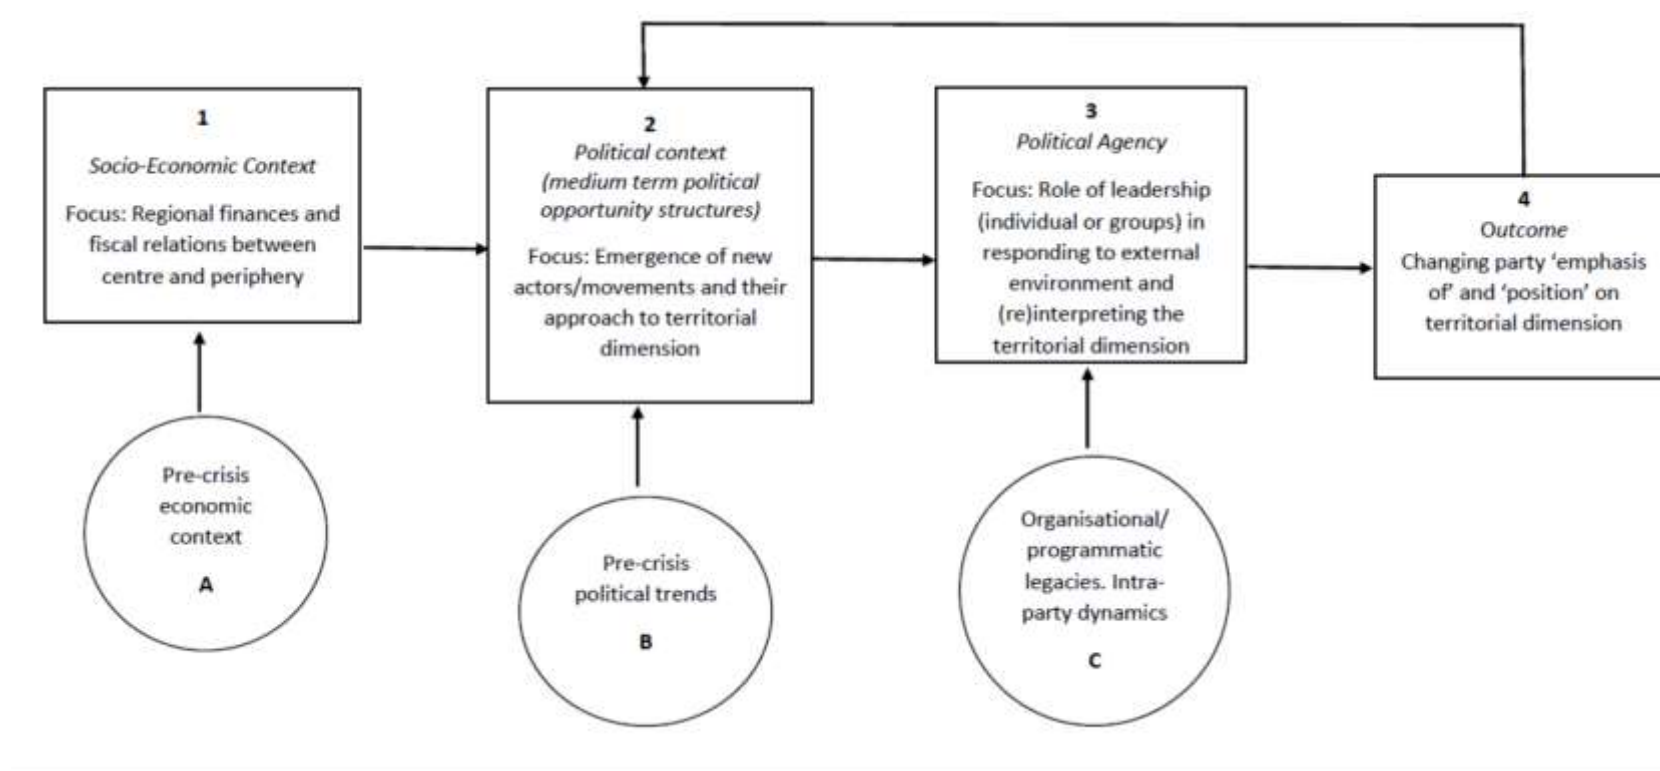 1
Socio-Economic Context
Focus: Regional finances and
fiscal relations between
centre and periphery
2
Political context
(medium term political
opportunity structures)
Focus: Emergence of new
actors/movements and their
approach to territorial
dimension
3
Political Agency
Focus: Role of leadership
(individual or groups) in
responding to external
environment and
(re)interpreting the
territorial dimension
4
Outcome
Changing party ‘emphasis
of’ and ‘position’ on
territorial dimension
Pre-crisis
economic
context
A
Pre-crisis
political trends
B
Organisational/
programmatic
legacies. Intra-
party dynamics
C